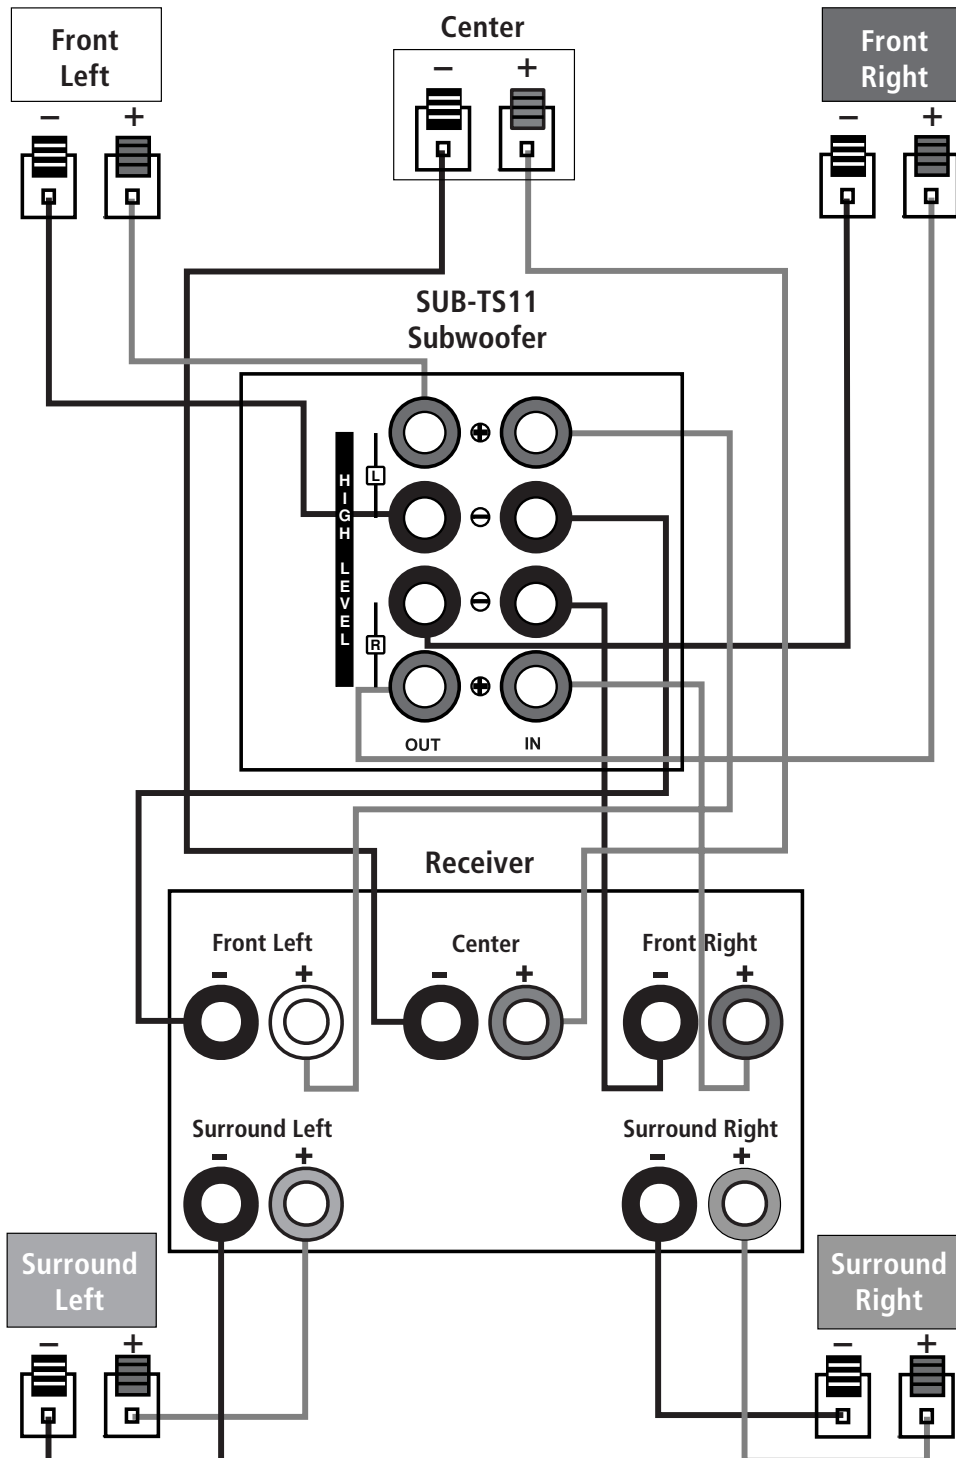 Front
Left
Center
Front
Right
− +
− +
− +
SUB-TS11
Subwoofer
HIGH LEVEL
L
R
⊕
⊖
⊖
⊕
OUT IN
Receiver
Front Left Center Front Right
- + - + - +
Surround Left Surround Right
- + - +
Surround
Left
Surround
Right
− +
− +